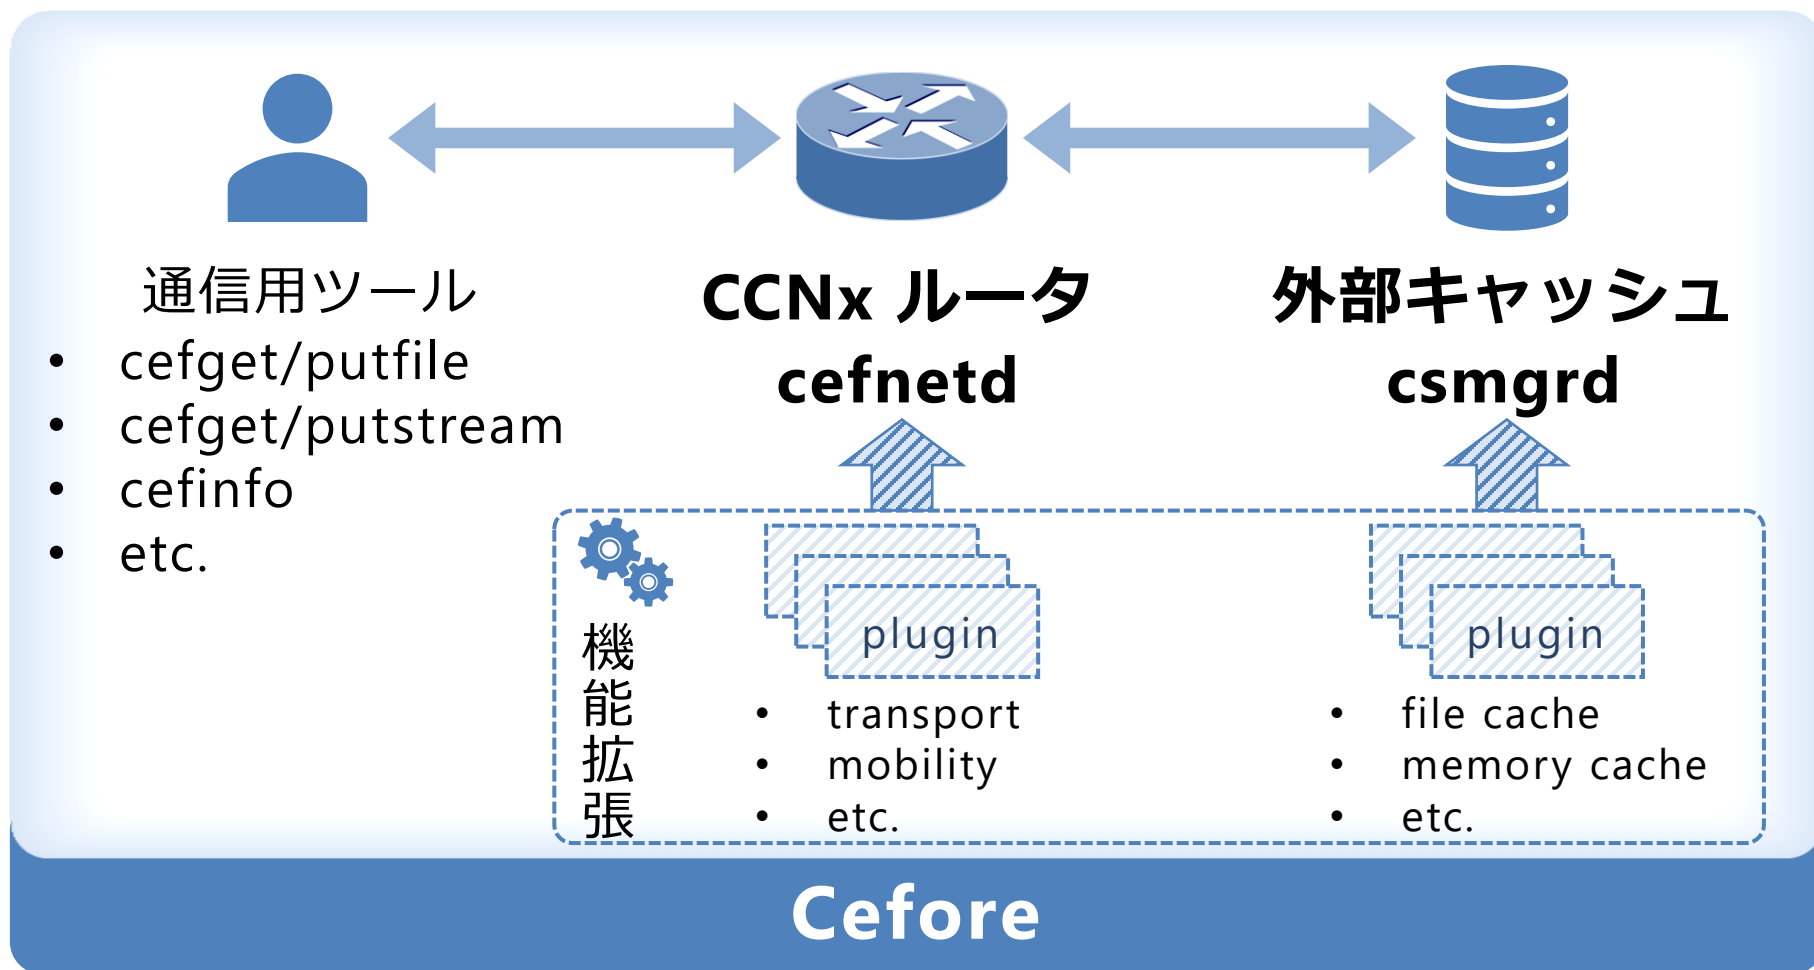 通信用ツール
• cefget/putfile
• cefget/putstream
• cefinfo
• etc.
CCNx ルータ
cefnetd
外部キャッシュ
csmgrd
機能拡張
plugin
• transport
• mobility
• etc.
plugin
• file cache
• memory cache
• etc.
Cefore